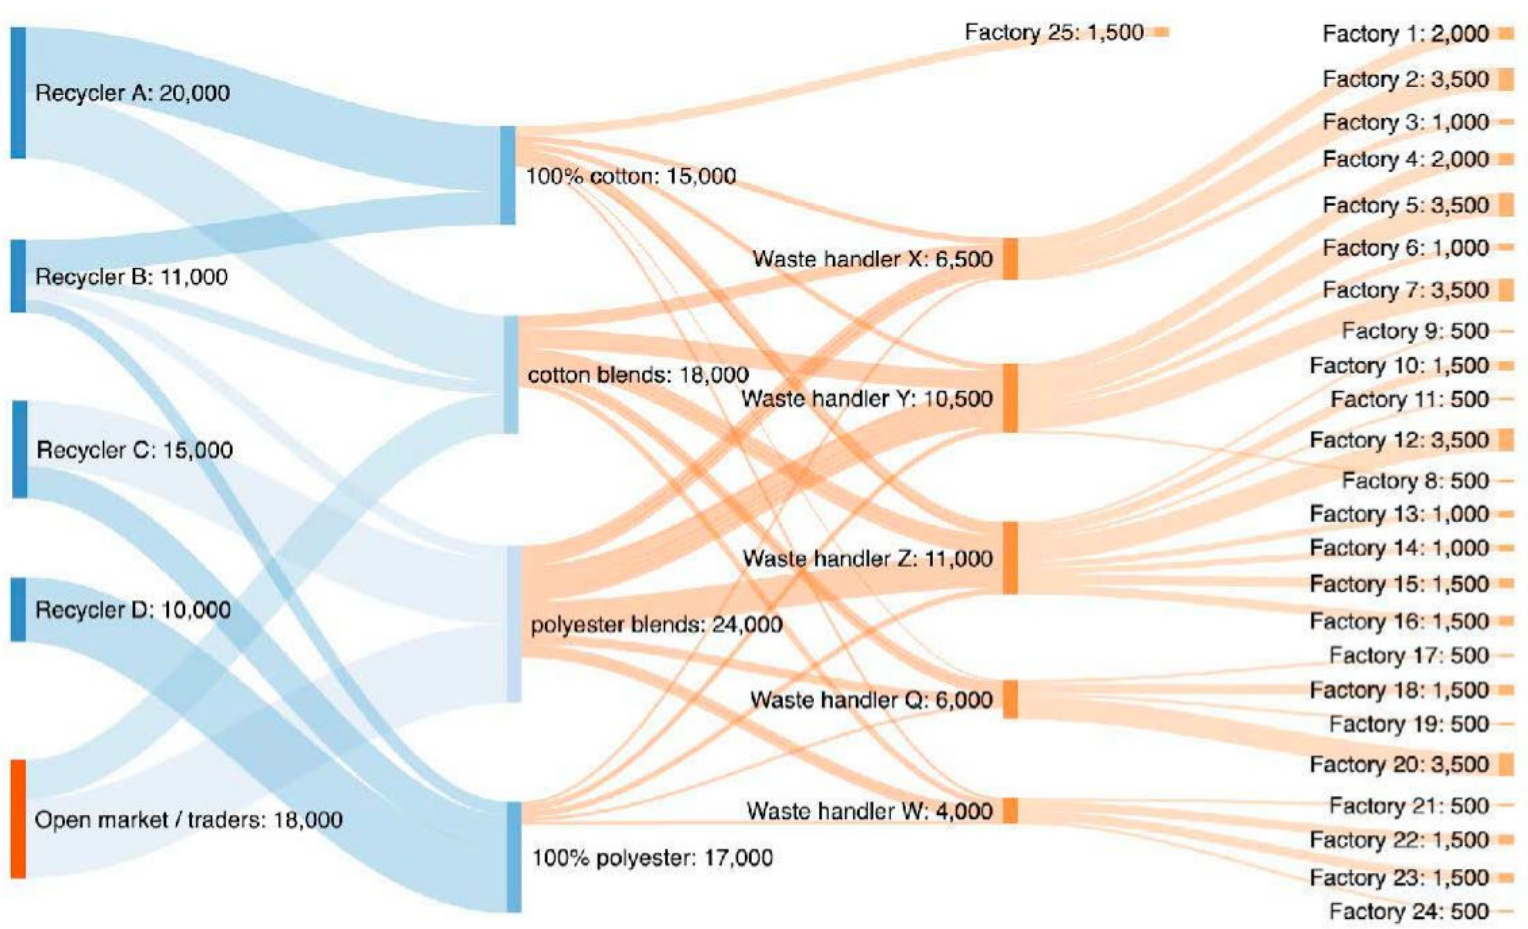 Recycler A: 20,000
Recycler B: 11,000
Recycler C: 15,000
Recycler D: 10,000
Open market / traders: 18,000
100% cotton: 15,000
cotton blends: 18,000
polyester blends: 24,000
100% polyester: 17,000
Factory 25: 1,500
Waste handler X: 6,500
Waste handler Y: 10,500
Waste handler Z: 11,000
Waste handler Q: 6,000
Waste handler W: 4,000
Factory 1: 2,000
Factory 2: 3,500
Factory 3: 1,000
Factory 4: 2,000
Factory 5: 3,500
Factory 6: 1,000
Factory 7: 3,500
Factory 9: 500
Factory 10: 1,500
Factory 11: 500
Factory 12: 3,500
Factory 8: 500
Factory 13: 1,000
Factory 14: 1,000
Factory 15: 1,500
Factory 16: 1,500
Factory 17: 500
Factory 18: 1,500
Factory 19: 500
Factory 20: 3,500
Factory 21: 500
Factory 22: 1,500
Factory 23: 1,500
Factory 24: 500